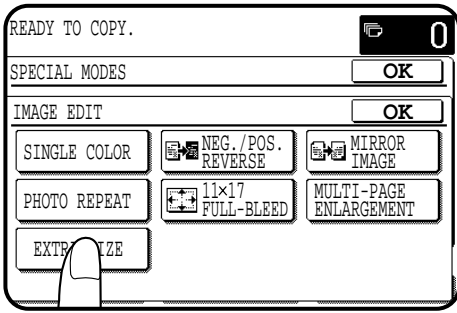 READY TO COPY.
0
SPECIAL MODES OK
IMAGE EDIT OK
SINGLE COLOR
NEG./POS.
REVERSE
MIRROR
IMAGE
PHOTO REPEAT
11×17
FULL-BLEED
MULTI-PAGE
ENLARGEMENT